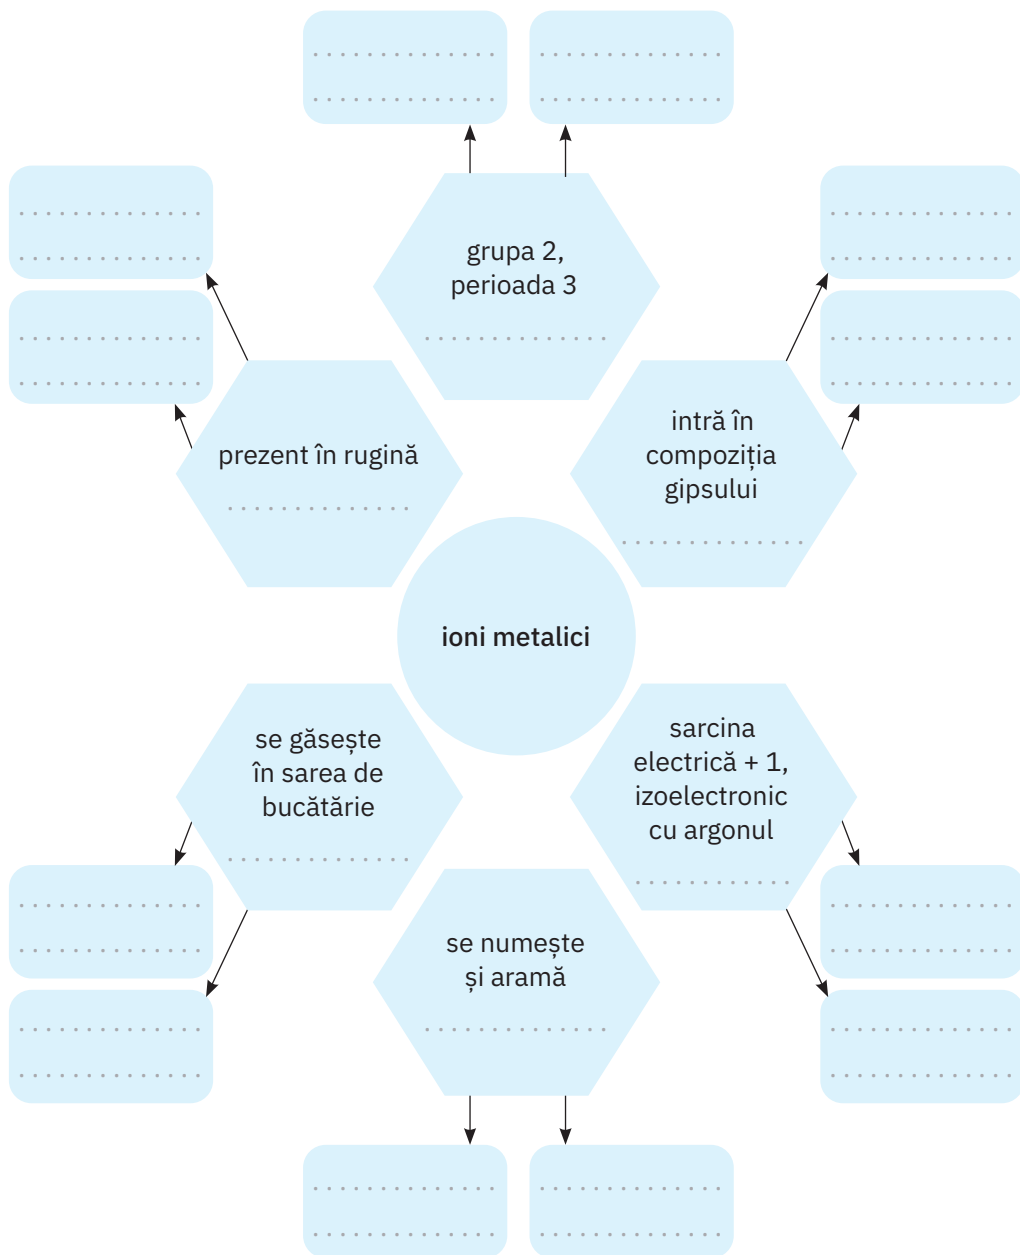 grupa 2,
perioada 3
prezent în rugină
intră în
compoziția
gipsului
ioni metalici
se găsește
în sarea de
bucătărie
sarcina
electrică + 1,
izoelectronic
cu argonul
se numește
și aramă